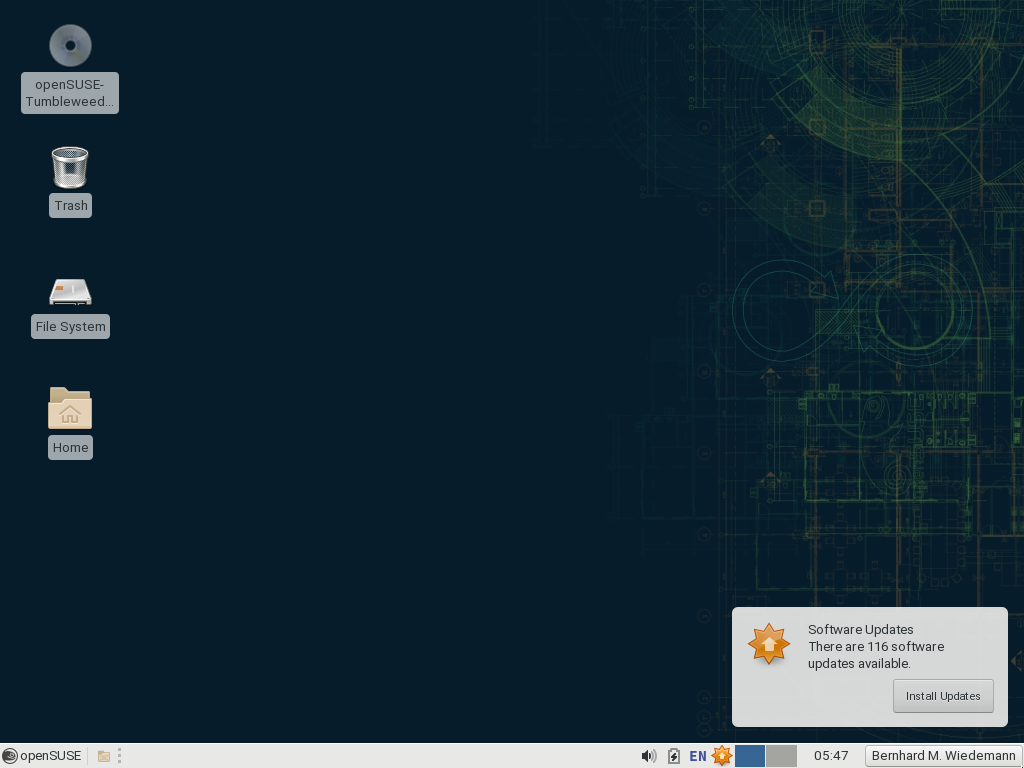 openSUSE-
Tumbleweed...
Trash
File System
Home
Software Updates
There are 116 software
updates available.
Install Updates
openSUSE
EN
05:47
Bernhard M. Wiedemann